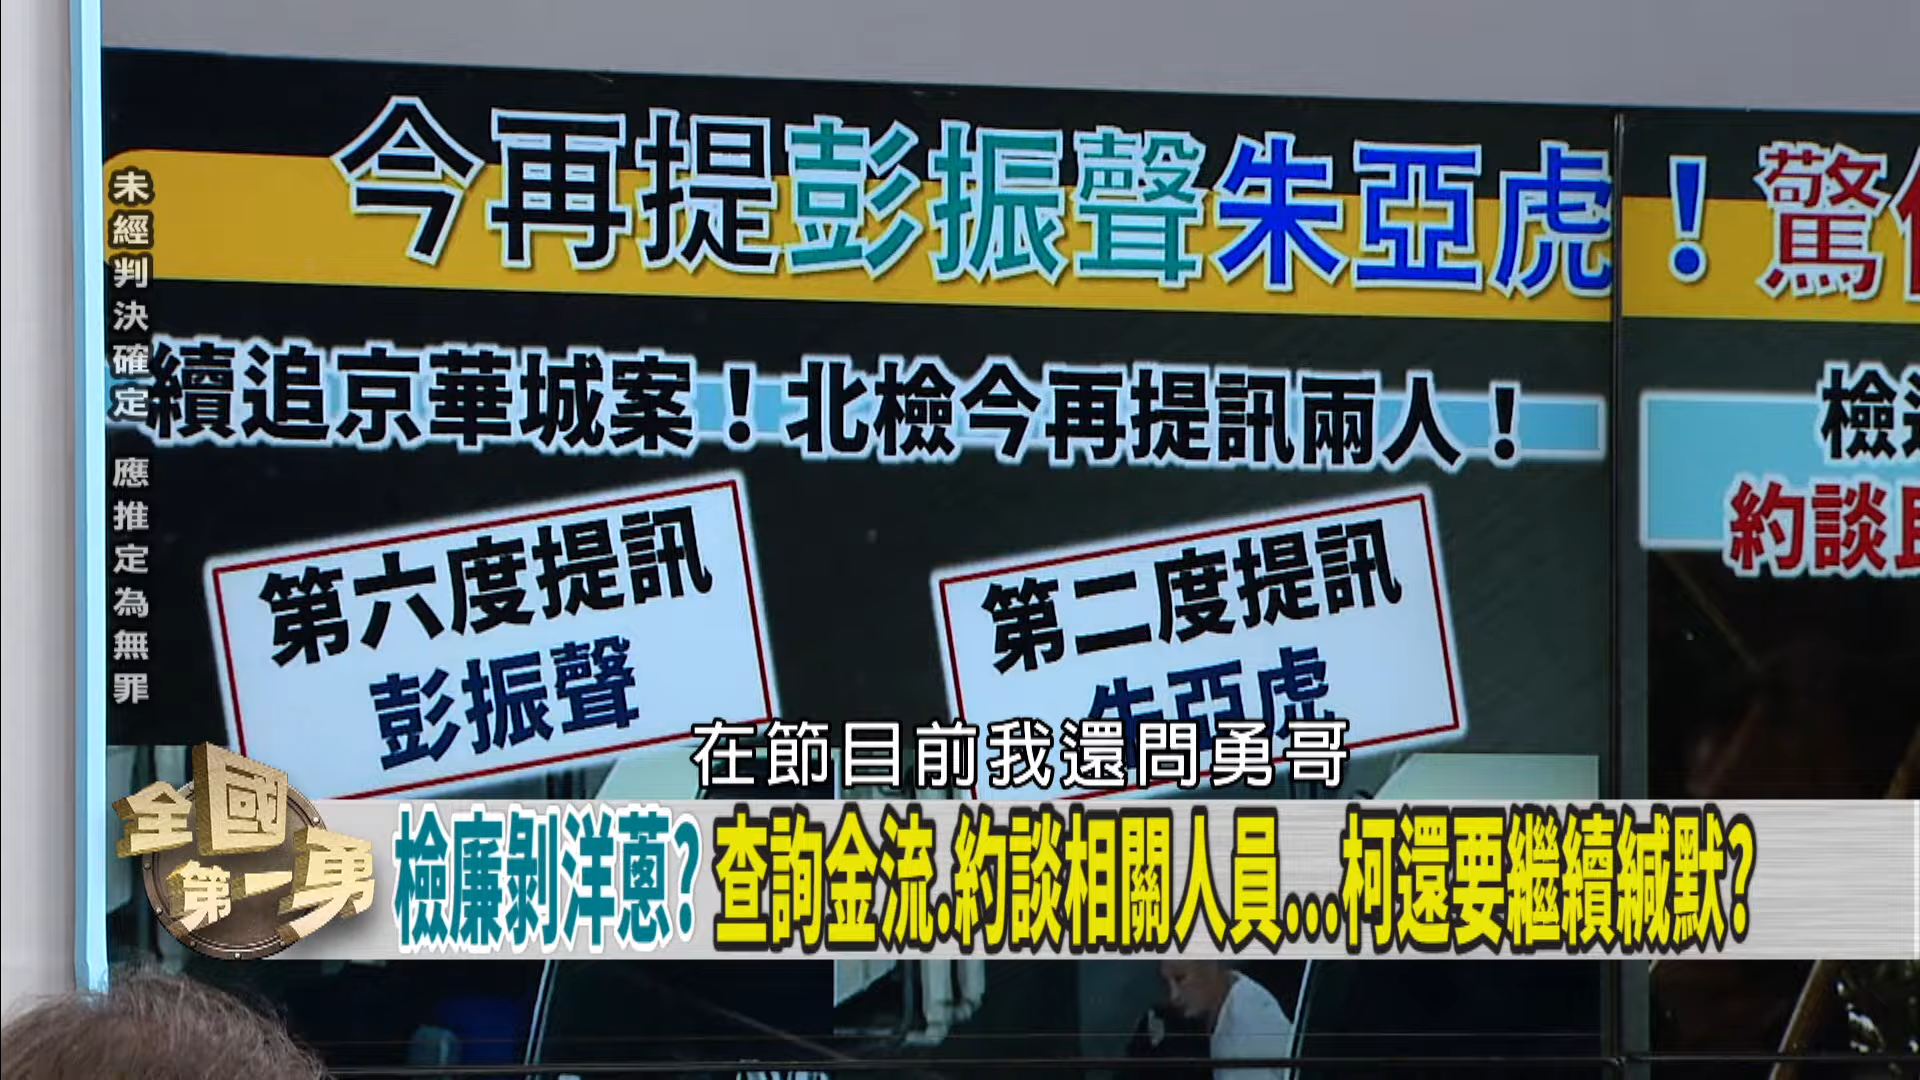 今再提彭振聲朱亞虎！驚
續追京華城案！北檢今再提訊兩人！
檢
約談
第六度提訊
彭振聲
第二度提訊
朱亞虎
未經判決確定 應推定為無罪
在節目前我還問勇哥
全國第一勇
檢廉剝洋蔥？查詢金流.約談相關人員...柯還要繼續緘默？